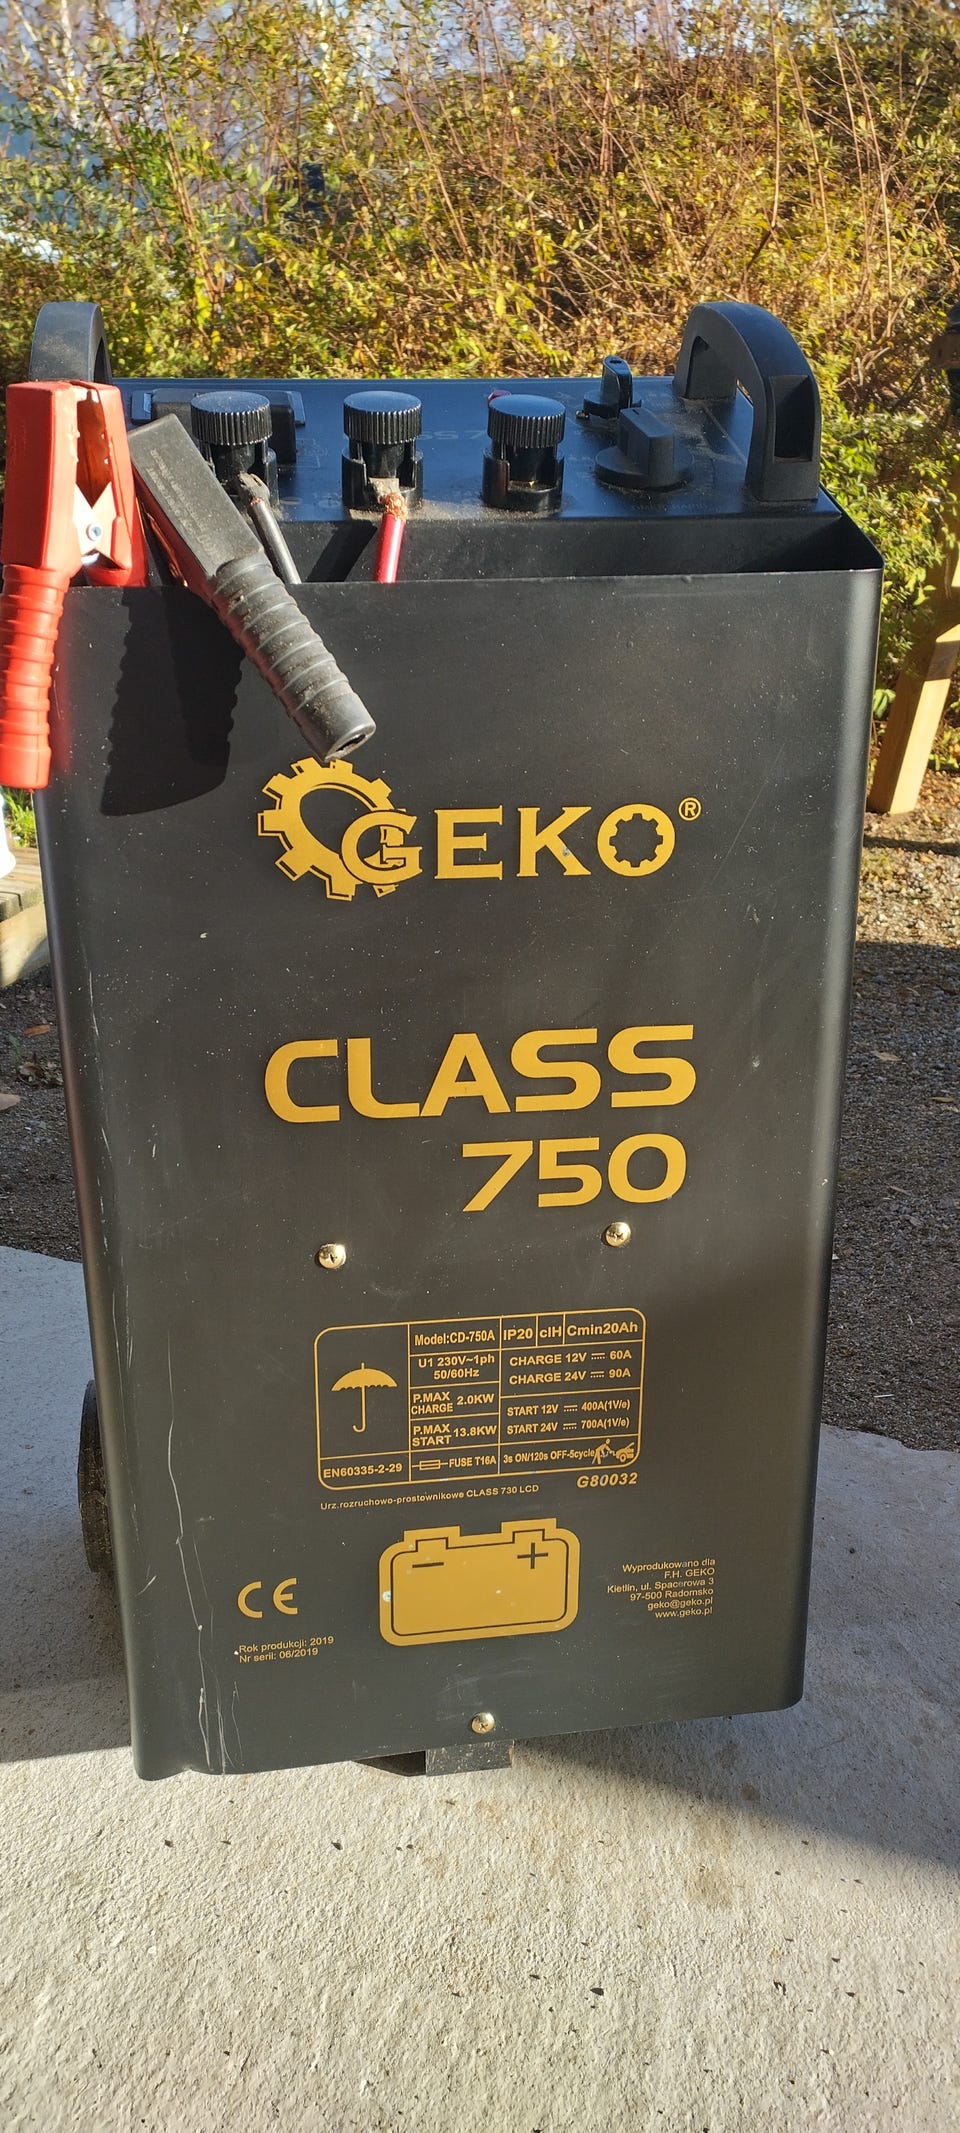 GEKO®
CLASS
750
Model:CD-750A IP20 clH Cmin20Ah
U1 230V~1ph
50/60Hz
CHARGE 12V 60A
CHARGE 24V 90A
P.MAX
CHARGE 2.0KW
START 12V 400A(1V/e)
START 24V 700A(1V/e)
P.MAX
START 13.8KW
EN60335-2-29 FUSE T16A 3s ON/120s OFF-5cycle
G80032
Urz.rozruchowo-prostownikowe CLASS 730 LCD
− +
CE
Rok produkcji: 2019
Nr serii: 06/2019
Wyprodukowano dla
F.H. GEKO
Kietlin, ul. Spacerowa 3
97-500 Radomsko
geko@geko.pl
www.geko.pl